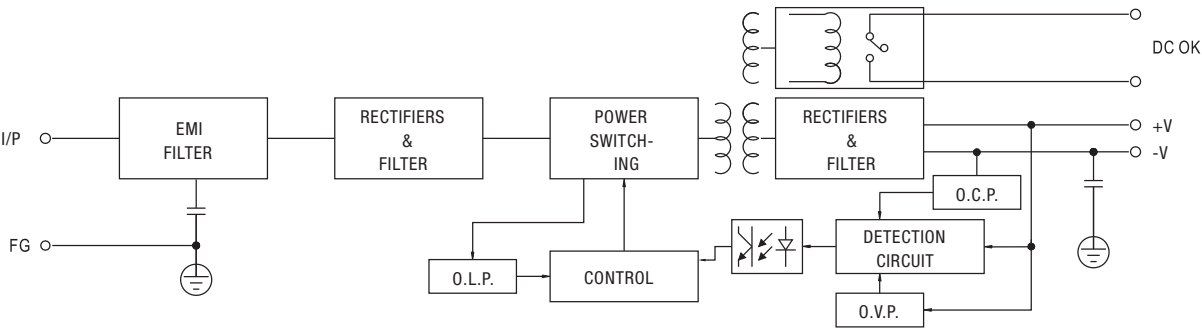 DC OK
I/P
EMI
FILTER
RECTIFIERS
&
FILTER
POWER
SWITCH-
ING
RECTIFIERS
&
FILTER
+V
-V
O.C.P.
FG
DETECTION
CIRCUIT
O.L.P.
CONTROL
O.V.P.